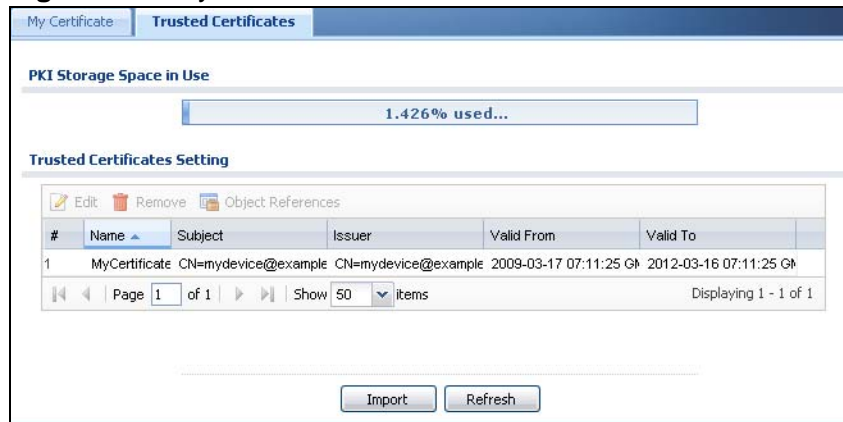 My Certificate Trusted Certificates
PKI Storage Space in Use
1.426% used...
Trusted Certificates Setting
Edit Remove Object References
# Name Subject Issuer Valid From Valid To
1 MyCertificate CN=mydevice@example CN=mydevice@example 2009-03-17 07:11:25 GM 2012-03-16 07:11:25 GM
Page 1 of 1 Show 50 items Displaying 1 - 1 of 1
Import Refresh